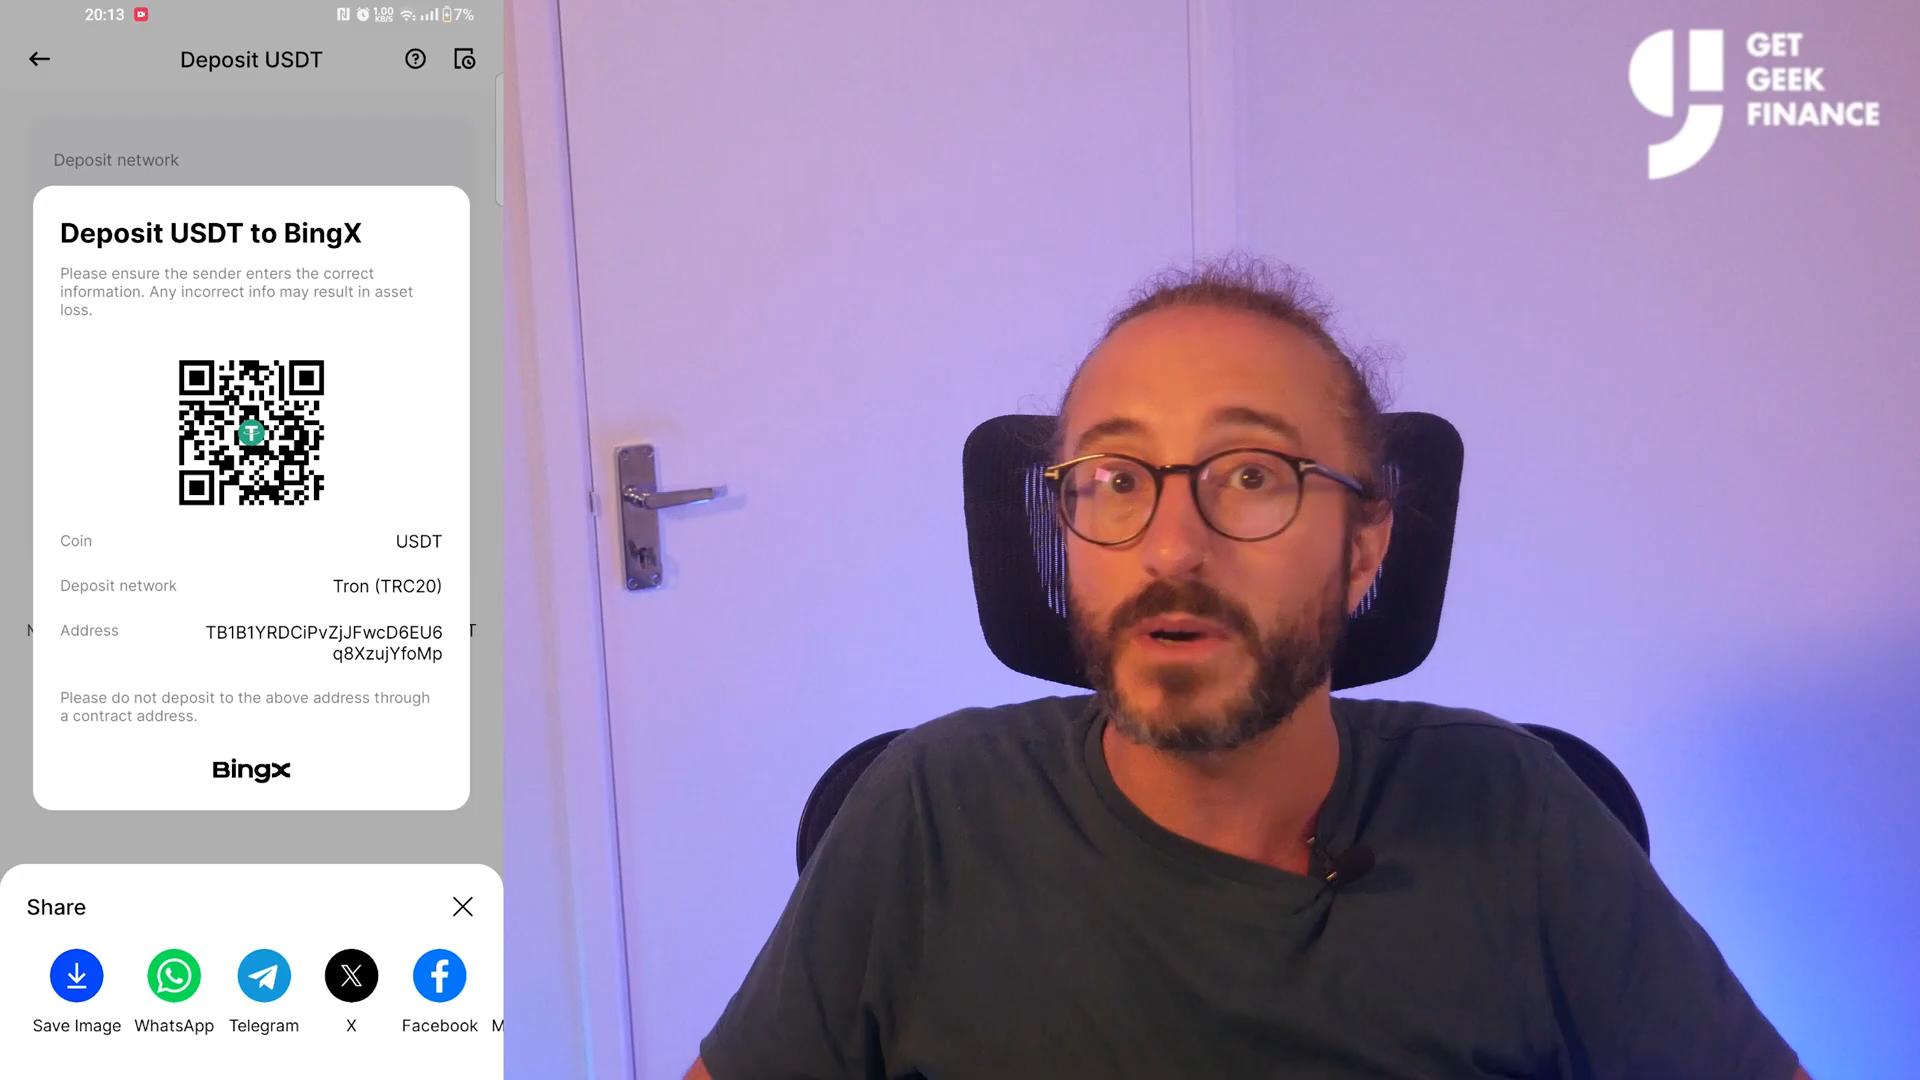 20:13
1.00
KB/S
7%
Deposit USDT
Deposit network
Deposit USDT to BingX
Please ensure the sender enters the correct
information. Any incorrect info may result in asset
loss.
Coin
USDT
Deposit network
Tron (TRC20)
Address
TB1B1YRDCiPvZjJFwcD6EU6
q8XzujYfoMp
T
Please do not deposit to the above address through
a contract address.
BingX
Share
Save Image
WhatsApp
Telegram
X
Facebook
M
GET
GEEK
FINANCE